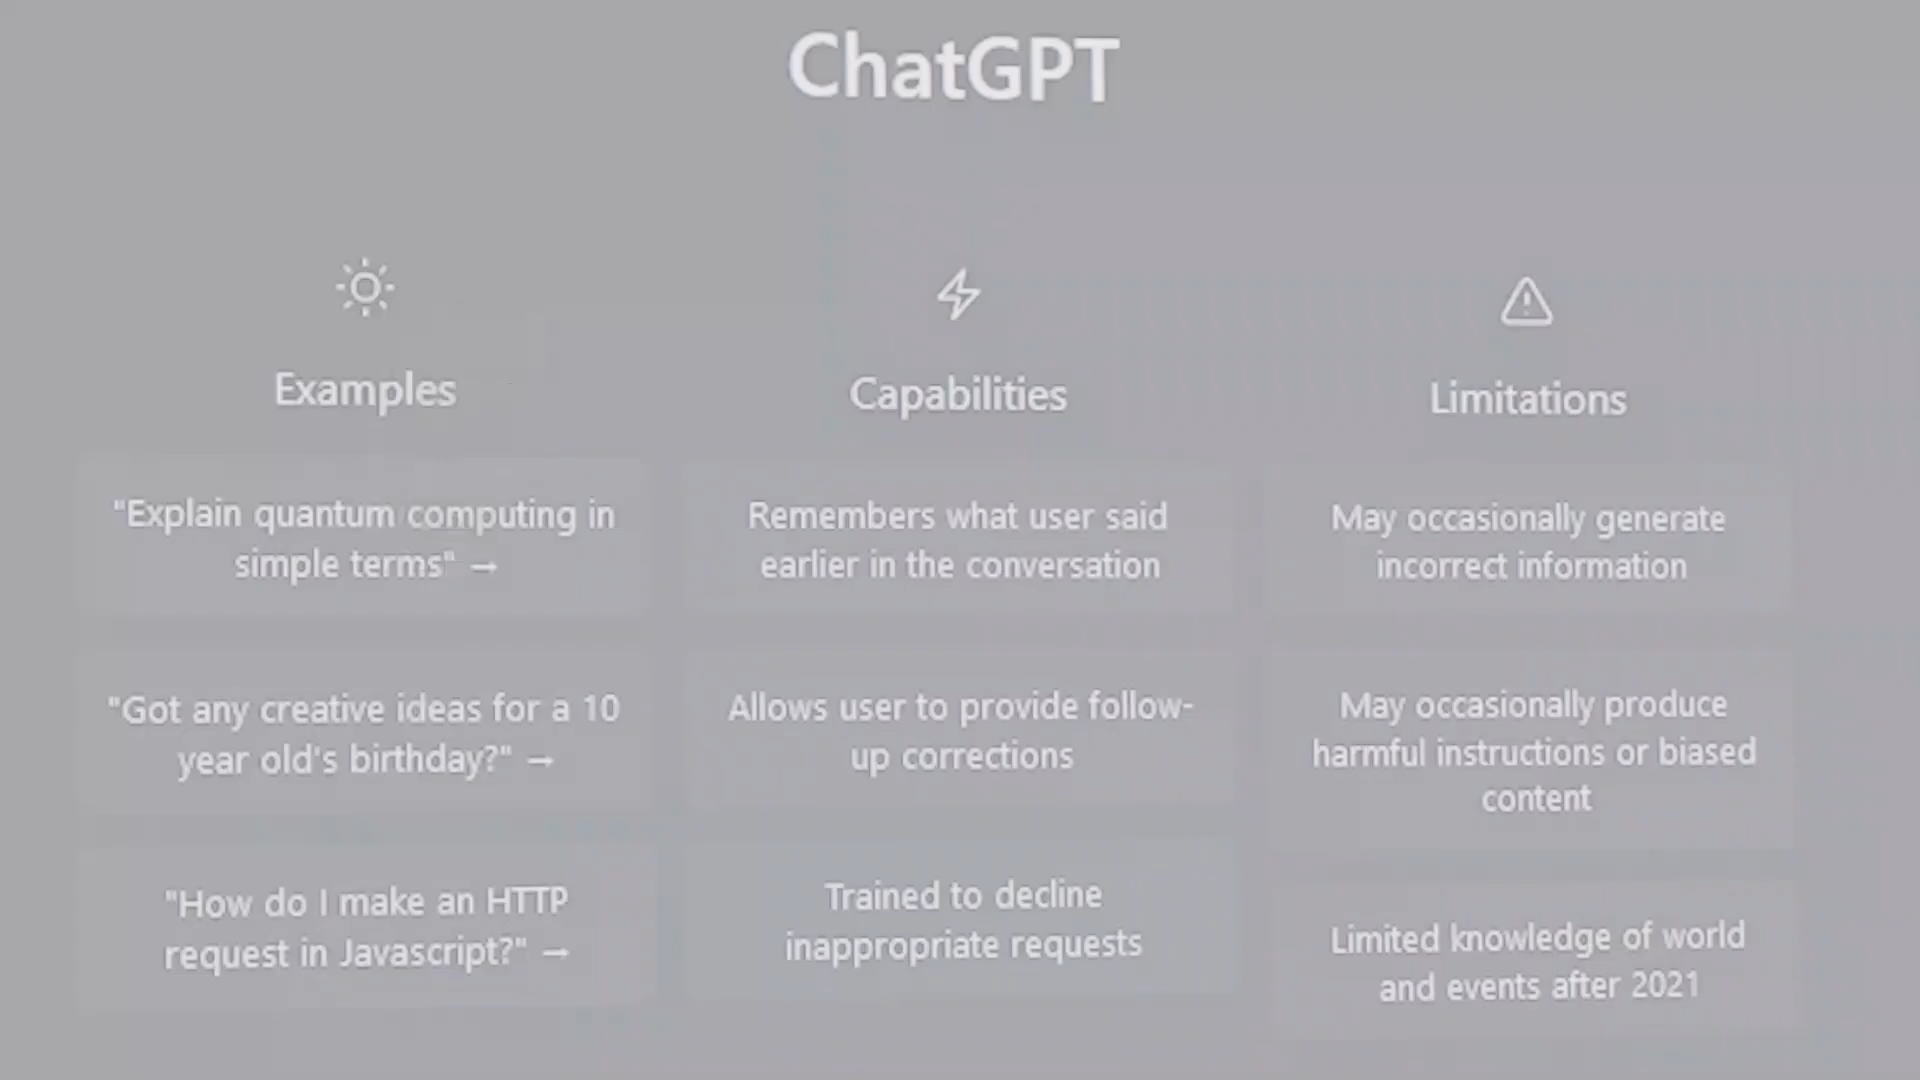 ChatGPT
Examples
"Explain quantum computing in
simple terms" →
"Got any creative ideas for a 10
year old's birthday?" →
"How do I make an HTTP
request in Javascript?" →
Capabilities
Remembers what user said
earlier in the conversation
Allows user to provide follow-
up corrections
Trained to decline
inappropriate requests
Limitations
May occasionally generate
incorrect information
May occasionally produce
harmful instructions or biased
content
Limited knowledge of world
and events after 2021